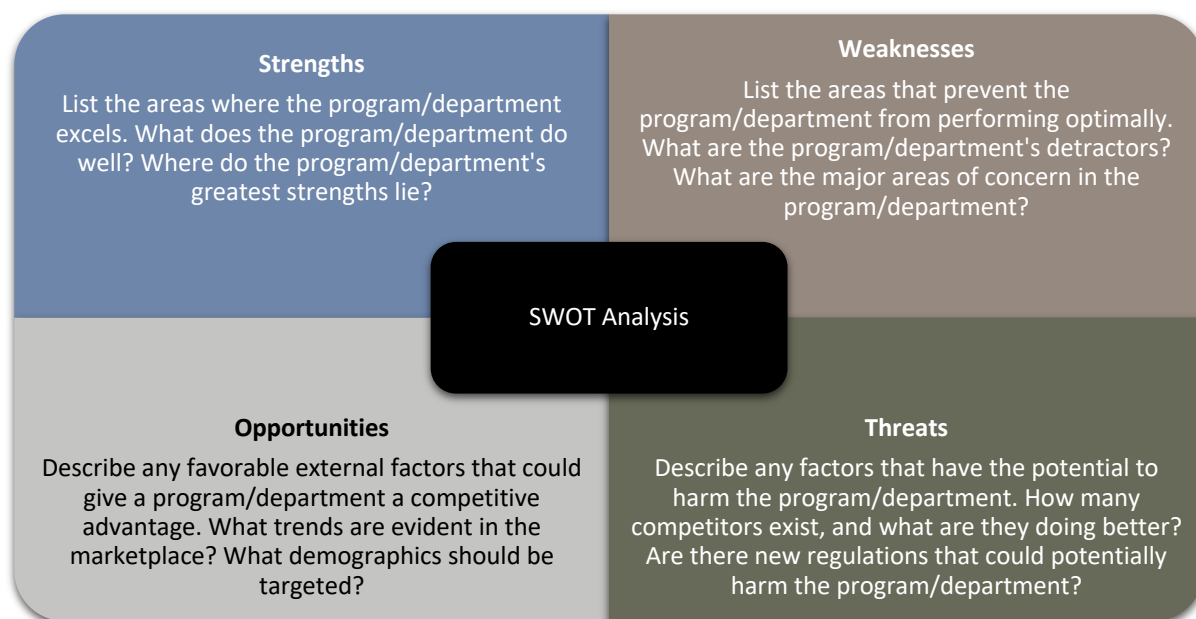 Strengths
List the areas where the program/department
excels. What does the program/department do
well? Where do the program/department's
greatest strengths lie?
Weaknesses
List the areas that prevent the
program/department from performing optimally.
What are the program/department's detractors?
What are the major areas of concern in the
program/department?
SWOT Analysis
Opportunities
Describe any favorable external factors that could
give a program/department a competitive
advantage. What trends are evident in the
marketplace? What demographics should be
targeted?
Threats
Describe any factors that have the potential to
harm the program/department. How many
competitors exist, and what are they doing better?
Are there new regulations that could potentially
harm the program/department?